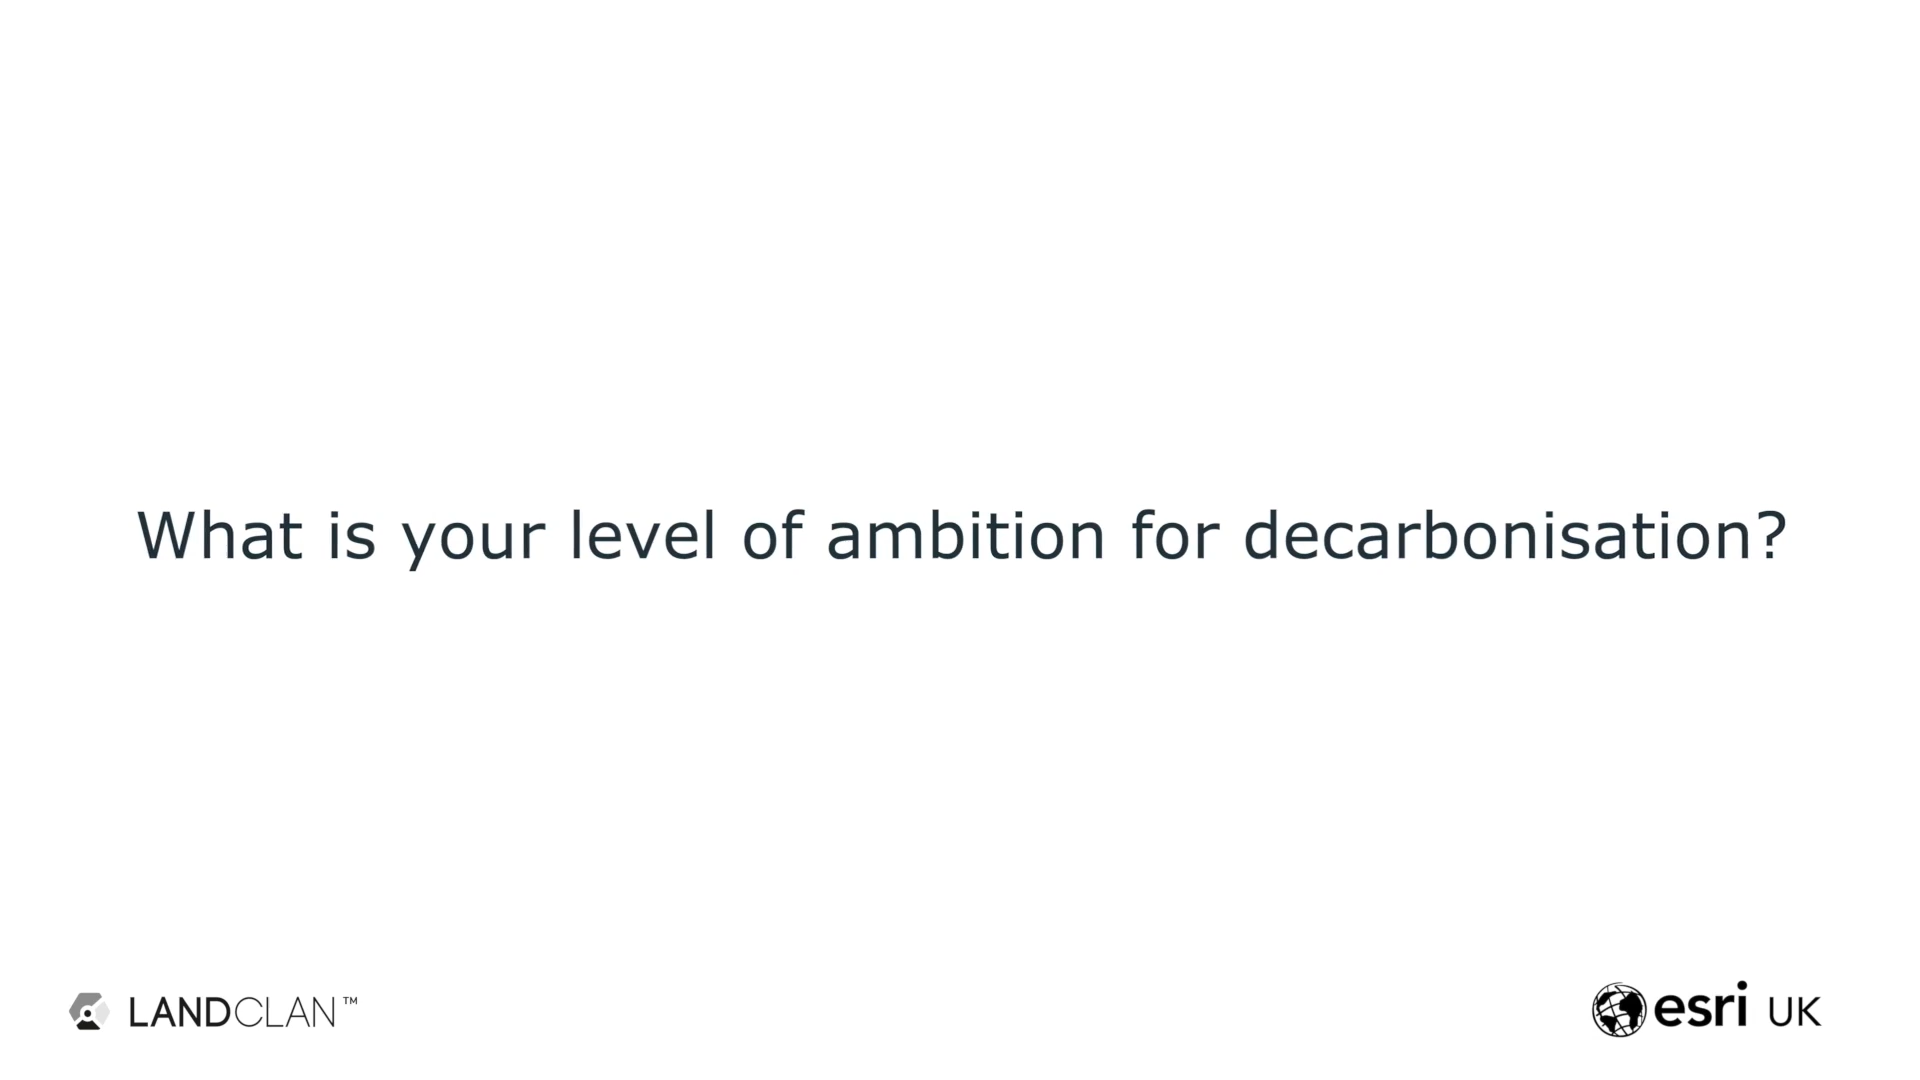 What is your level of ambition for decarbonisation?
LANDCLAN™
esri UK